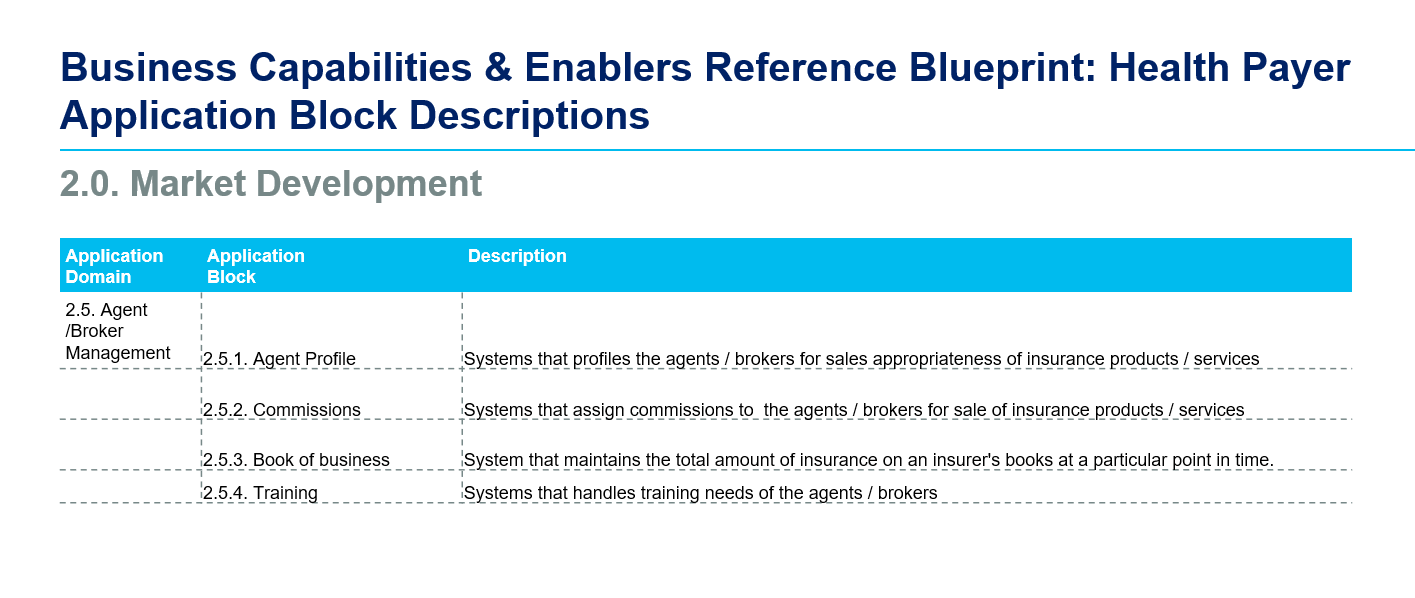 Business Capabilities & Enablers Reference Blueprint: Health Payer
Application Block Descriptions
2.0. Market Development
Application Domain
Application Block
Description
2.5. Agent
/Broker
Management
2.5.1. Agent Profile
Systems that profiles the agents / brokers for sales appropriateness of insurance products / services
2.5.2. Commissions
Systems that assign commissions to  the agents / brokers for sale of insurance products / services
2.5.3. Book of business
System that maintains the total amount of insurance on an insurer's books at a particular point in time.
2.5.4. Training
Systems that handles training needs of the agents / brokers